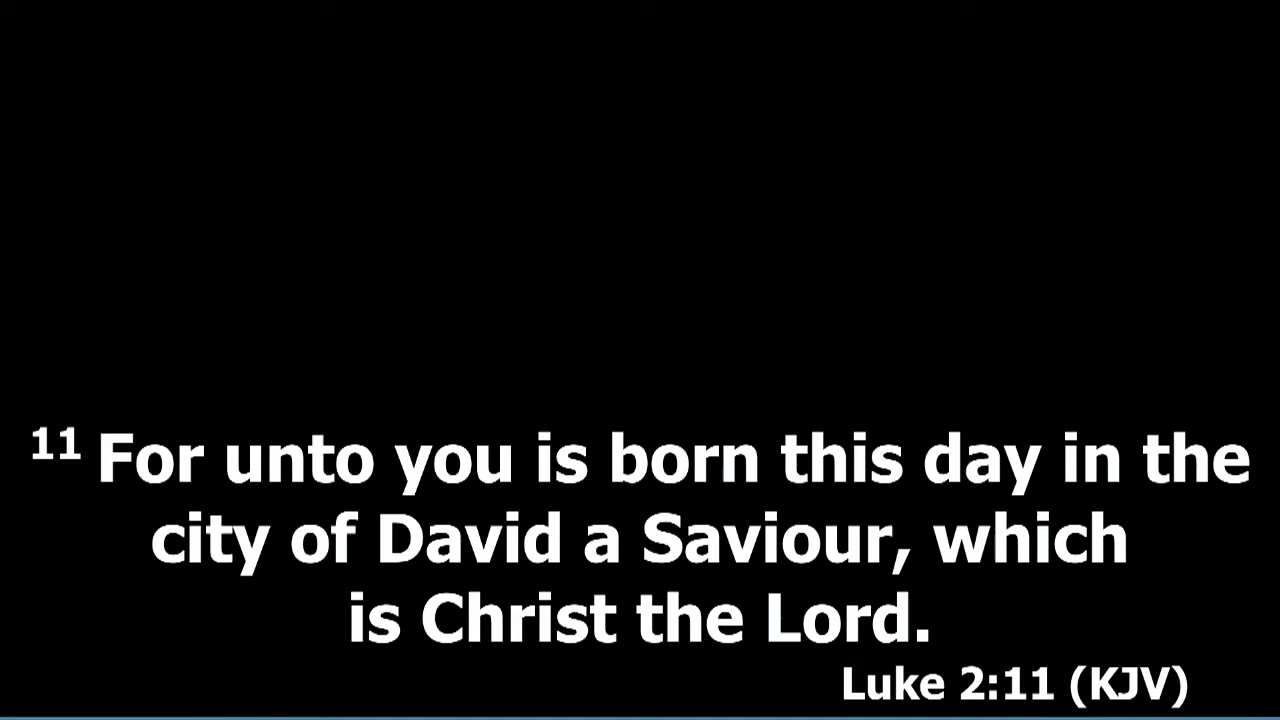 11 For unto you is born this day in the
city of David a Saviour, which
is Christ the Lord.
Luke 2:11 (KJV)